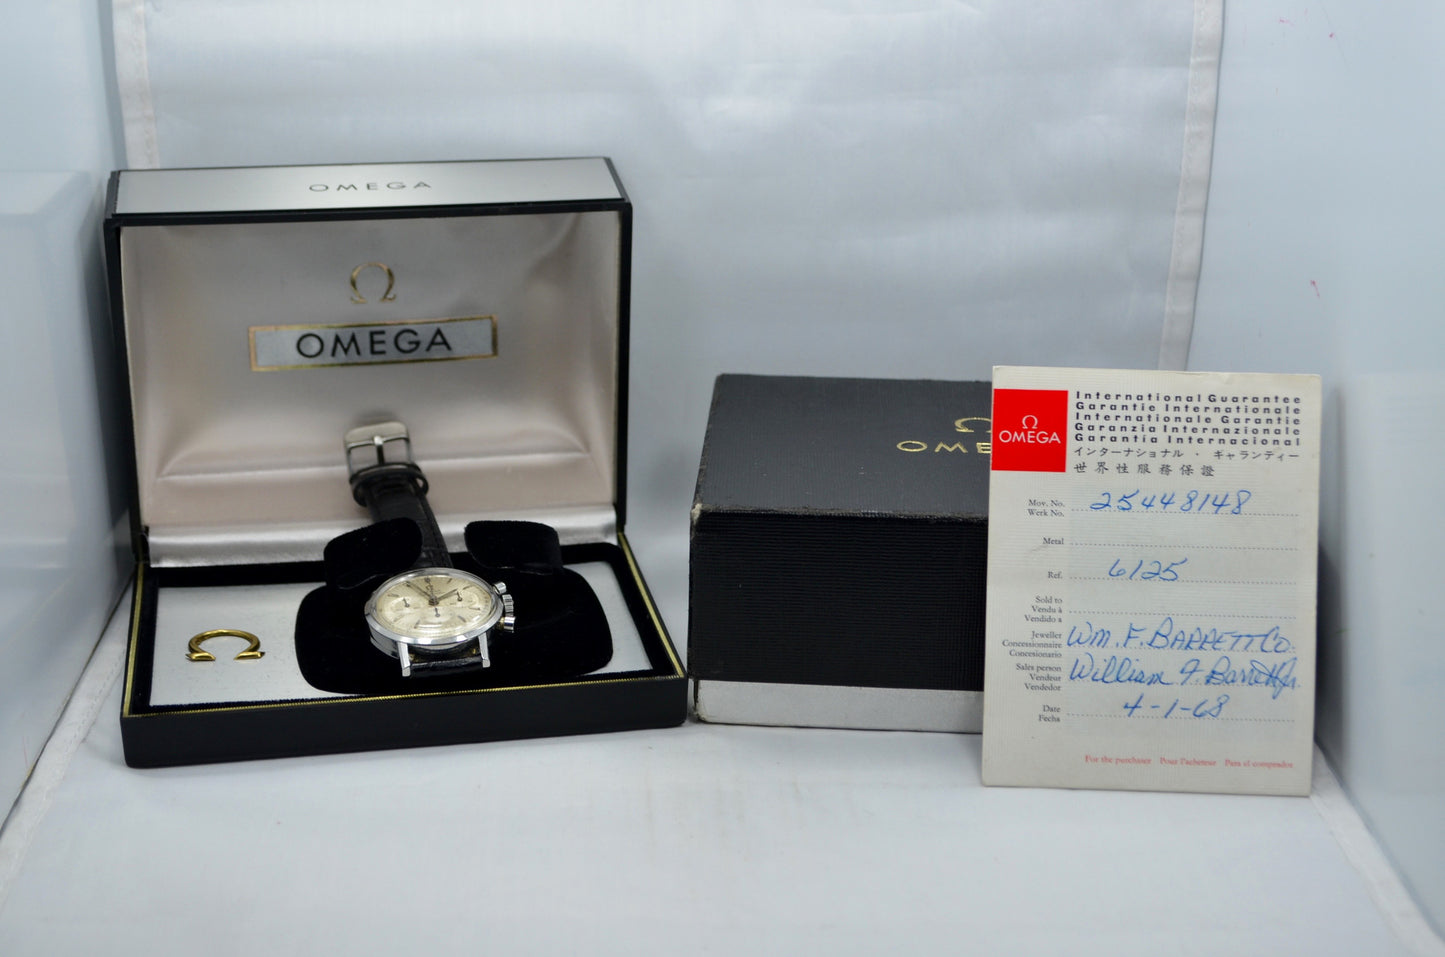 OMEGA
OMEGA
OMEGA
International Guarantee
Garantie Internationale
Internationale Garantie
Garanzia Internazionale
Garantia Internacional
インターナショナル ・ ギャランティー
世界性服務保證
Mov. No. 25448148
Werk No.
Metal
Ref. 6125
Sold to
Vendu à
Vendido a
Jeweller WM. F. BARRETT CO.
Concessionnaire
Concesionario
Sales person William F. Barrett Jr.
Vendeur
Vendedor
Date 4-1-68
Fecha
For the purchaser Pour l'acheteur Para el comprador